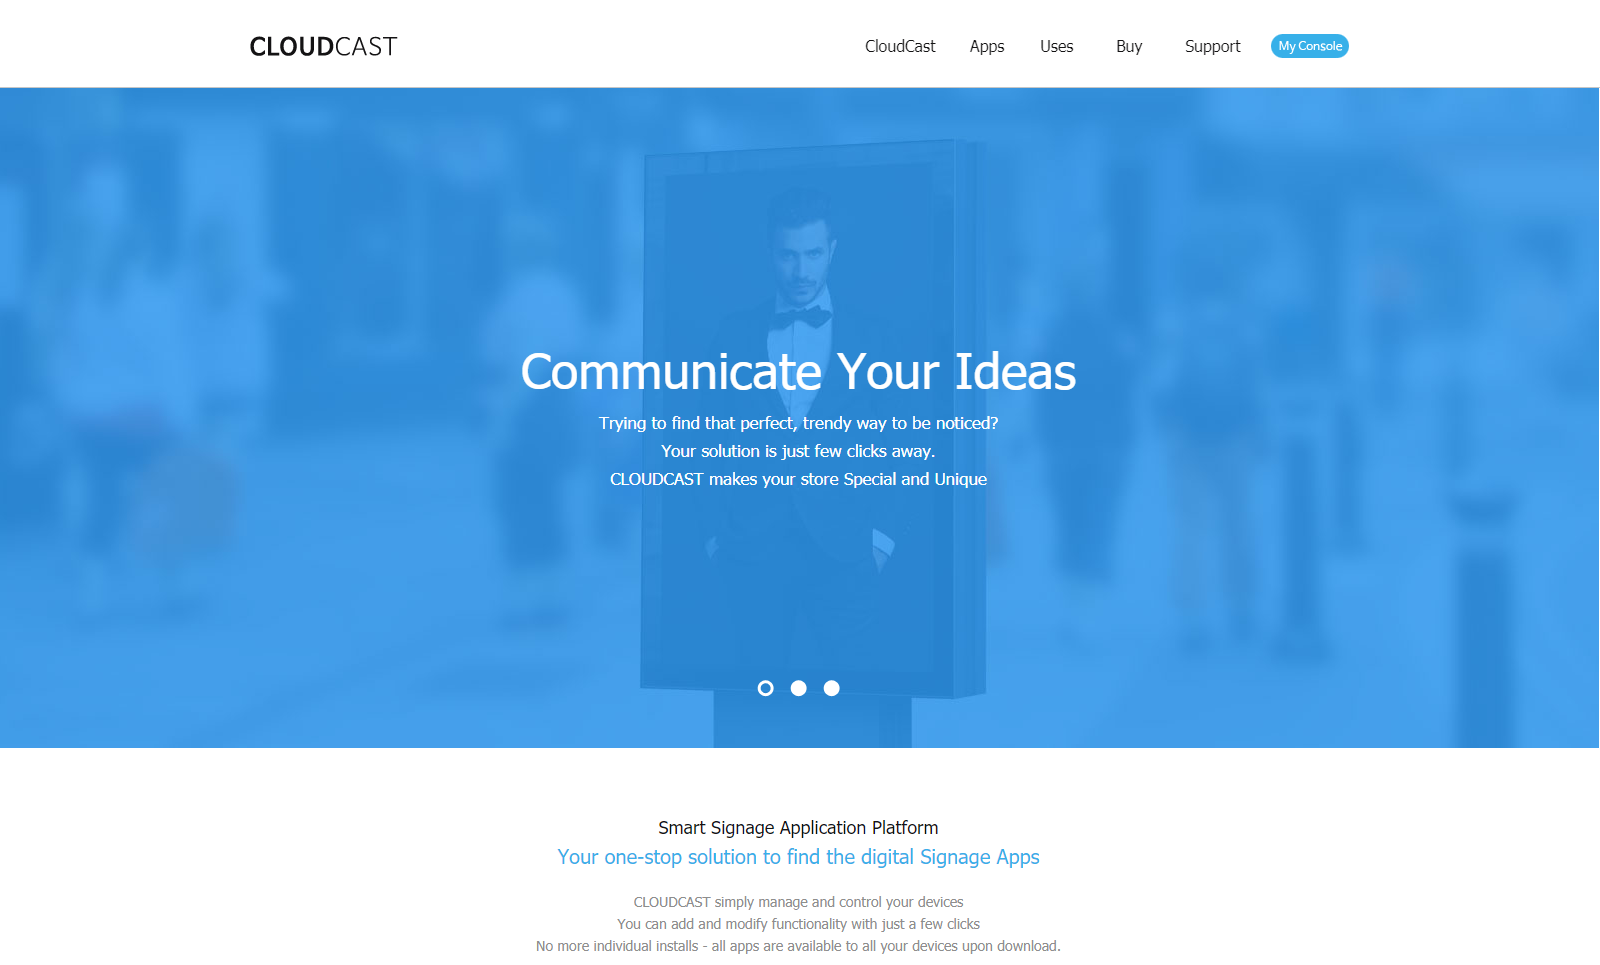 CLOUDCAST
CloudCast Apps Uses Buy Support My Console
Communicate Your Ideas
Trying to find that perfect, trendy way to be noticed?
Your solution is just few clicks away.
CLOUDCAST makes your store Special and Unique
Smart Signage Application Platform
Your one-stop solution to find the digital Signage Apps
CLOUDCAST simply manage and control your devices
You can add and modify functionality with just a few clicks
No more individual installs - all apps are available to all your devices upon download.